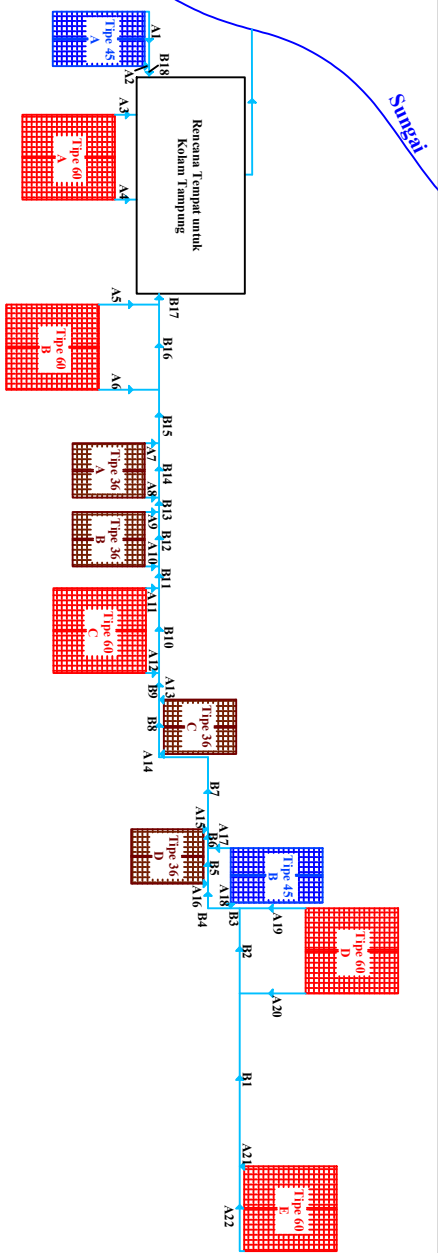 Sungai
A1
B18
Tipe 45
A
A2
A3
Tipe 60
A
A4
Rencana Tempat untuk
Kolam Tampung
B17
A5
Tipe 60
B
B16
A6
B15
A7
Tipe 36
A
B14
A8
B13
A9
Tipe 36
B
B12
A10
B11
A11
Tipe 60
C
B10
A12
B9
A13
Tipe 36
C
B8
A14
B7
A15
B6
A17
Tipe 36
D
B5
A16
B4
Tipe 45
B
A18
B3
A19
Tipe 60
D
B2
A20
B1
A21
Tipe 60
E
A22